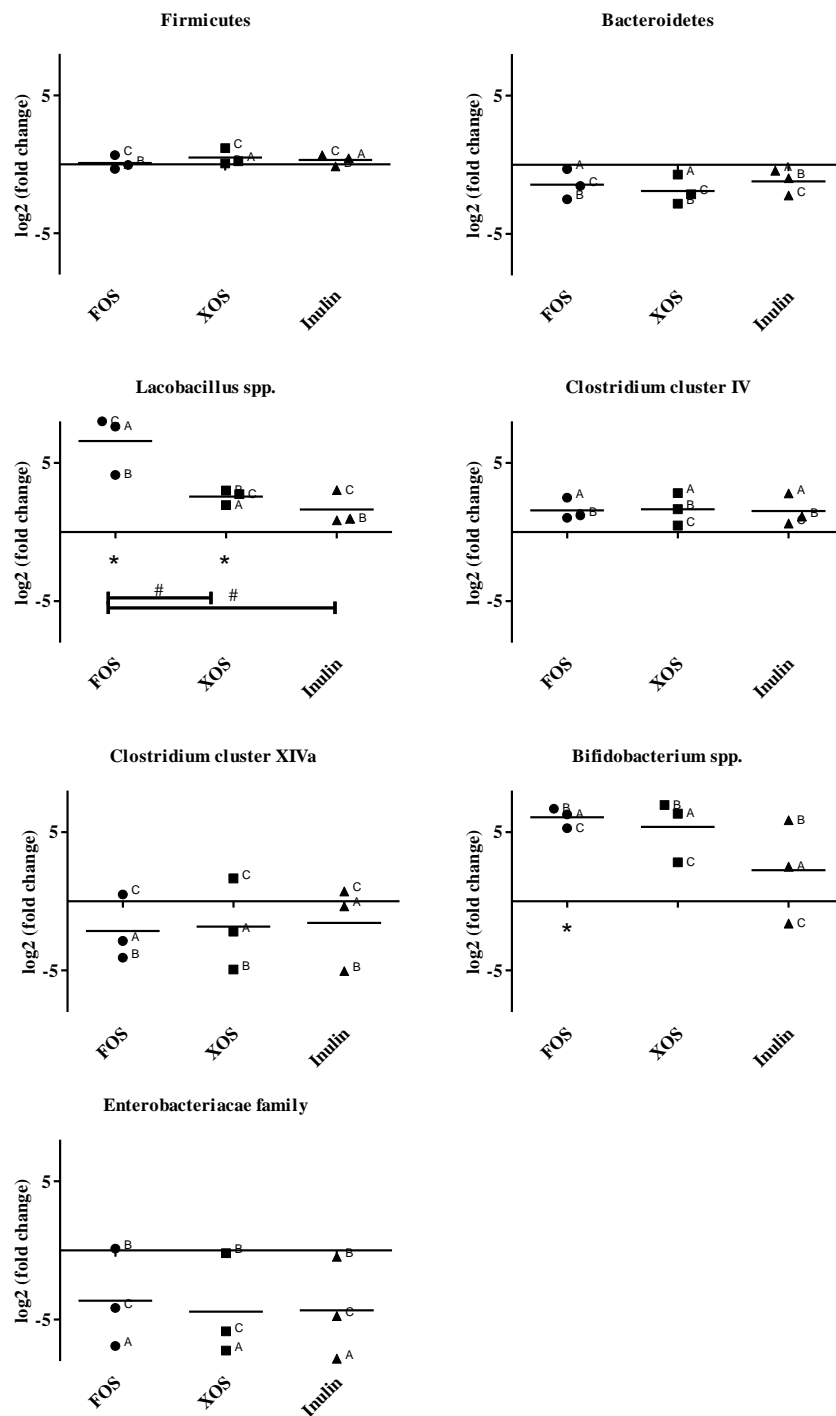 Firmicutes
log2 (fold change)
5
-5
C
B
C
B A
C A
B
FOS
XOS
Inulin
Bacteroidetes
log2 (fold change)
5
-5
A
C
B
A
C
B
A
B
C
FOS
XOS
Inulin
Lacobacillus spp.
log2 (fold change)
5
-5
C
A
B
B
C
A
C
B
* *
#
#
FOS
XOS
Inulin
Clostridium cluster IV
log2 (fold change)
5
-5
A
B
A
B
C
A
B
C
FOS
XOS
Inulin
Clostridium cluster XIVa
log2 (fold change)
5
-5
C
A
B
C
A
B
C
A
B
FOS
XOS
Inulin
Bifidobacterium spp.
log2 (fold change)
5
-5
B
A
C
B
A
C
B
A
C
*
FOS
XOS
Inulin
Enterobacteriacae family
log2 (fold change)
5
-5
B
C
A
B
C
A
B
C
A
FOS
XOS
Inulin